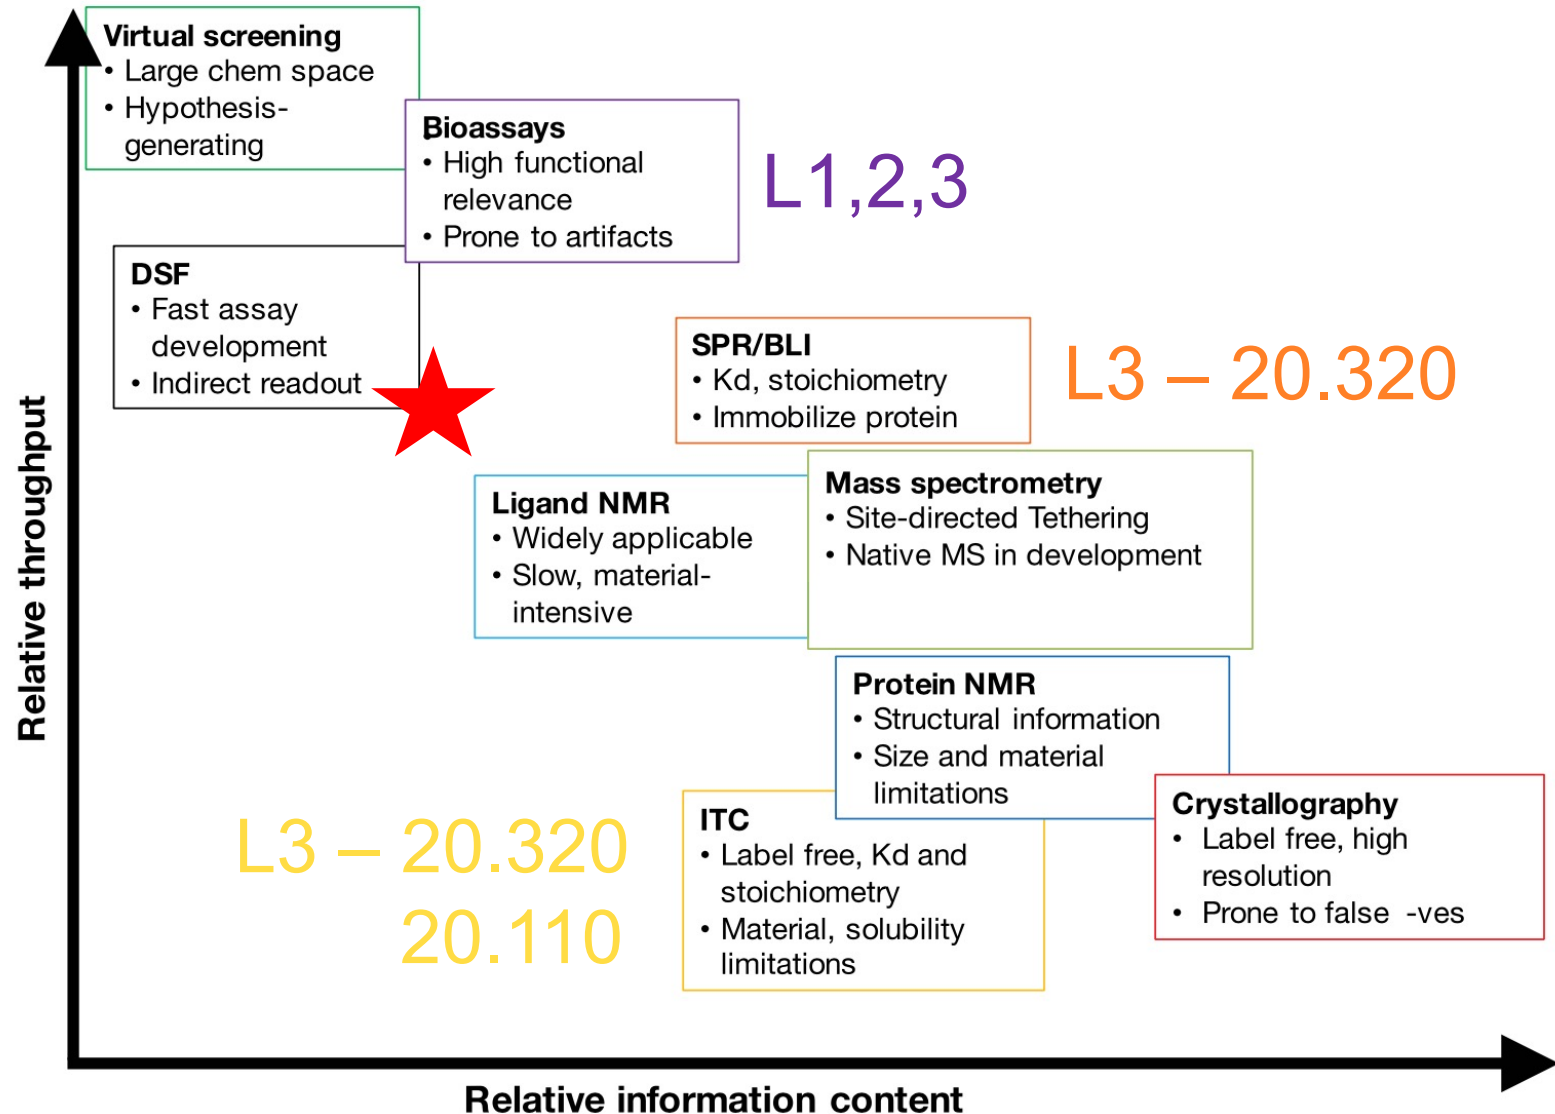 Virtual screening
• Large chem space
• Hypothesis-
generating
Bioassays
• High functional
relevance
• Prone to artifacts
L1,2,3
DSF
• Fast assay
development
• Indirect readout
SPR/BLI
• Kd, stoichiometry
• Immobilize protein
L3 – 20.320
Ligand NMR
• Widely applicable
• Slow, material-
intensive
Mass spectrometry
• Site-directed Tethering
• Native MS in development
Protein NMR
• Structural information
• Size and material
limitations
ITC
• Label free, Kd and
stoichiometry
• Material, solubility
limitations
L3 – 20.320
20.110
Crystallography
• Label free, high
resolution
• Prone to false -ves
Relative throughput
Relative information content